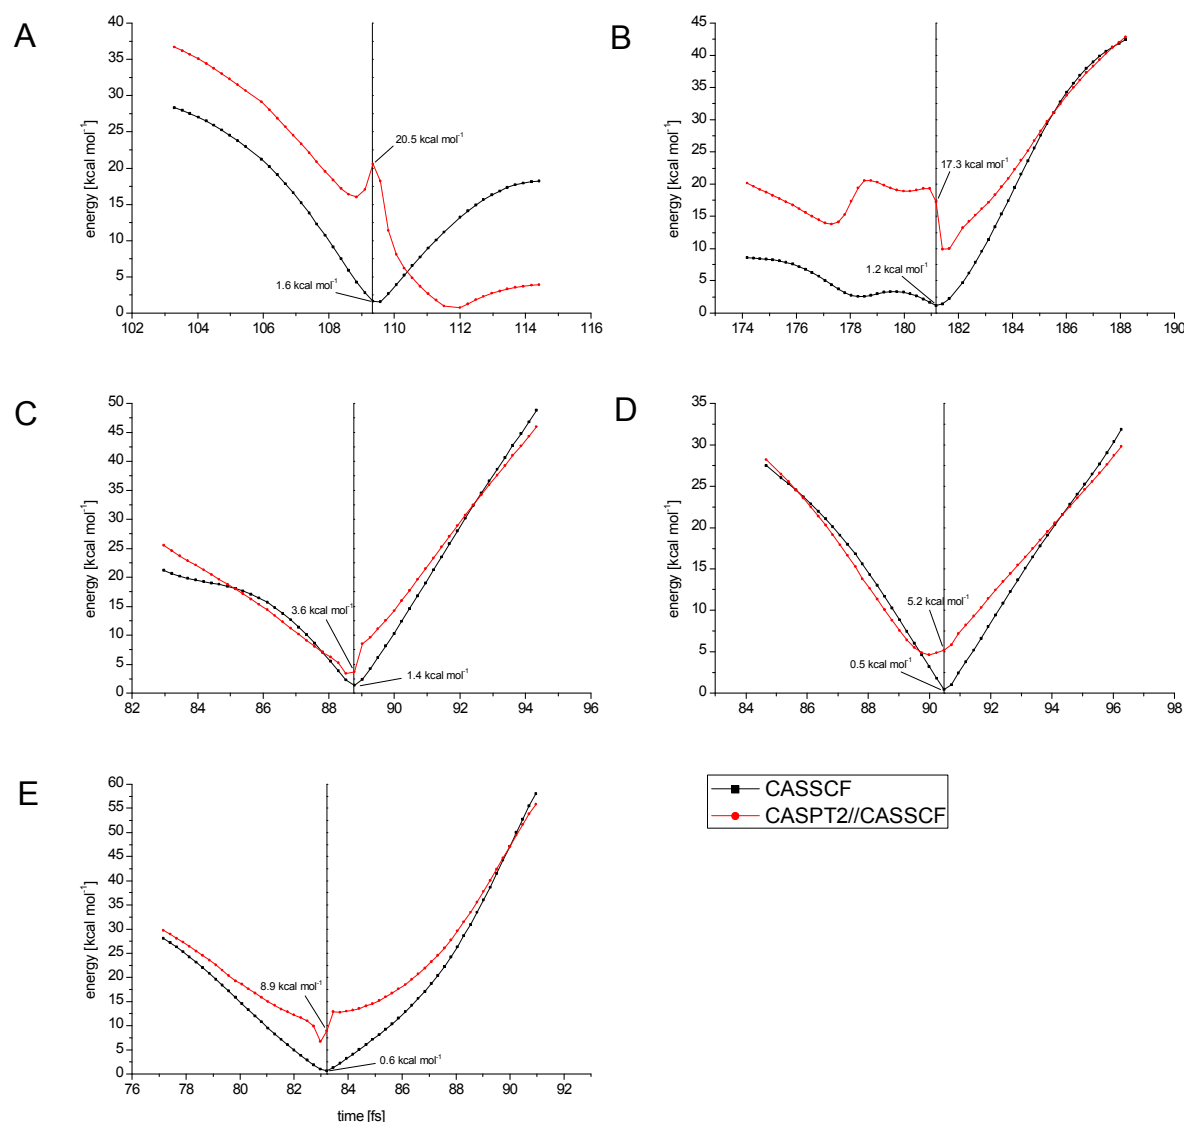 A
energy [kcal mol-1]
40
35
30
25
20
15
10
5
0
20.5 kcal mol-1
1.6 kcal mol-1
102 104 106 108 110 112 114 116
B
energy [kcal mol-1]
45
40
35
30
25
20
15
10
5
0
17.3 kcal mol-1
1.2 kcal mol-1
174 176 178 180 182 184 186 188 190
C
energy [kcal mol-1]
50
45
40
35
30
25
20
15
10
5
0
3.6 kcal mol-1
1.4 kcal mol-1
82 84 86 88 90 92 94 96
D
energy [kcal mol-1]
35
30
25
20
15
10
5
0
5.2 kcal mol-1
0.5 kcal mol-1
84 86 88 90 92 94 96 98
E
energy [kcal mol-1]
60
55
50
45
40
35
30
25
20
15
10
5
0
8.9 kcal mol-1
0.6 kcal mol-1
76 78 80 82 84 86 88 90 92
time [fs]
CASSCF
CASPT2//CASSCF